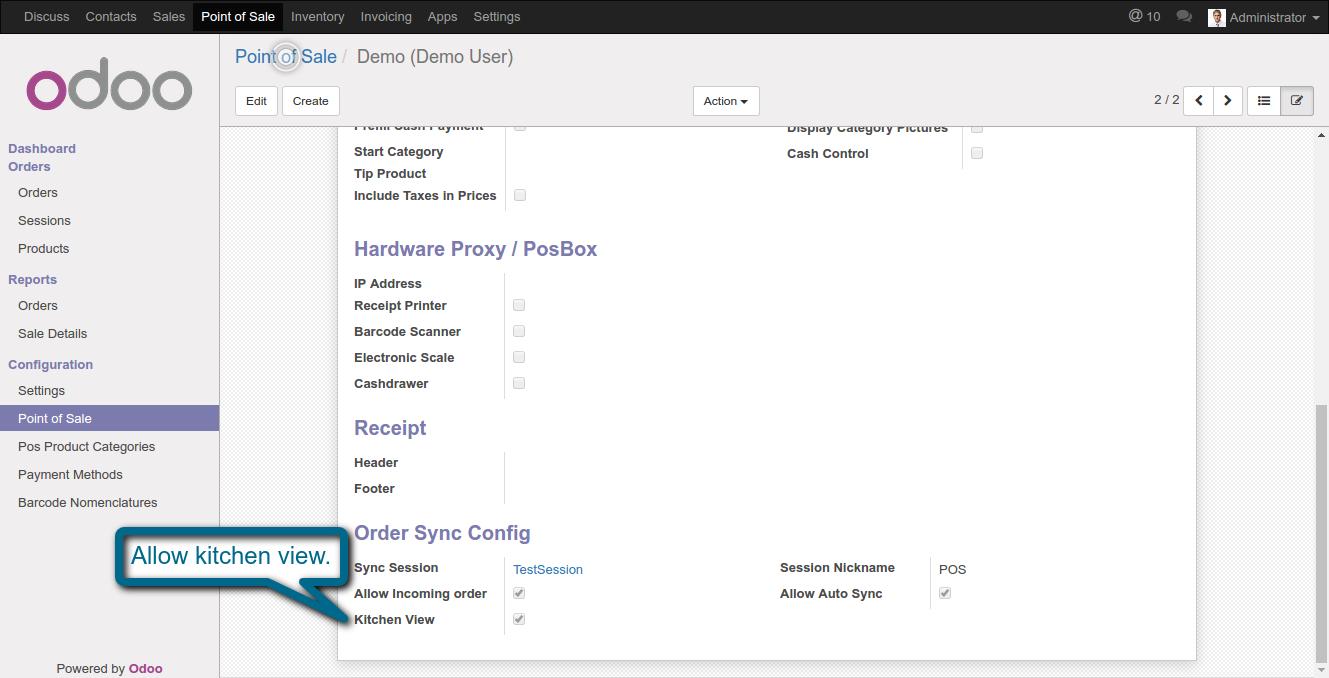 Discuss Contacts Sales Point of Sale Inventory Invoicing Apps Settings @ 10 Administrator
odoo
Point of Sale / Demo (Demo User)
Edit Create Action 2 / 2
Dashboard
Orders
Orders
Sessions
Products
Reports
Orders
Sale Details
Configuration
Settings
Point of Sale
Pos Product Categories
Payment Methods
Barcode Nomenclatures
Powered by Odoo
Prefill Cash Payment Display Category Pictures
Start Category Cash Control
Tip Product
Include Taxes in Prices
Hardware Proxy / PosBox
IP Address
Receipt Printer
Barcode Scanner
Electronic Scale
Cashdrawer
Receipt
Header
Footer
Order Sync Config
Allow kitchen view.
Sync Session TestSession Session Nickname POS
Allow Incoming order Allow Auto Sync
Kitchen View